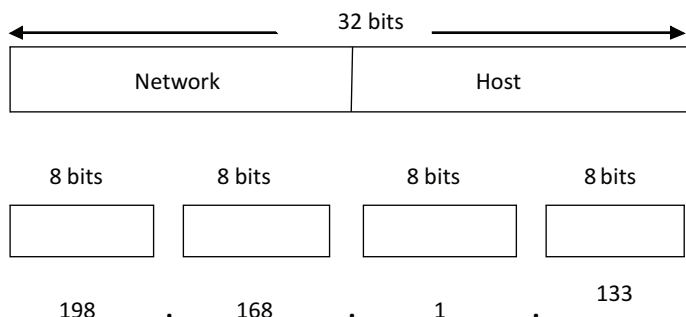 32 bits
Network Host
8 bits 8 bits 8 bits 8 bits
198 . 168 . 1 . 133